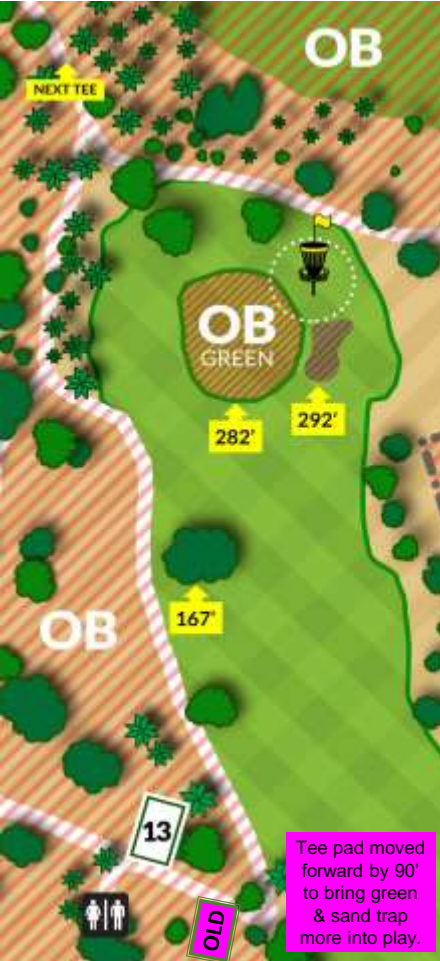 OB
NEXT TEE
OB
GREEN
282'
292'
167'
OB
13
OLD
Tee pad moved
forward by 90'
to bring green
& sand trap
more into play.